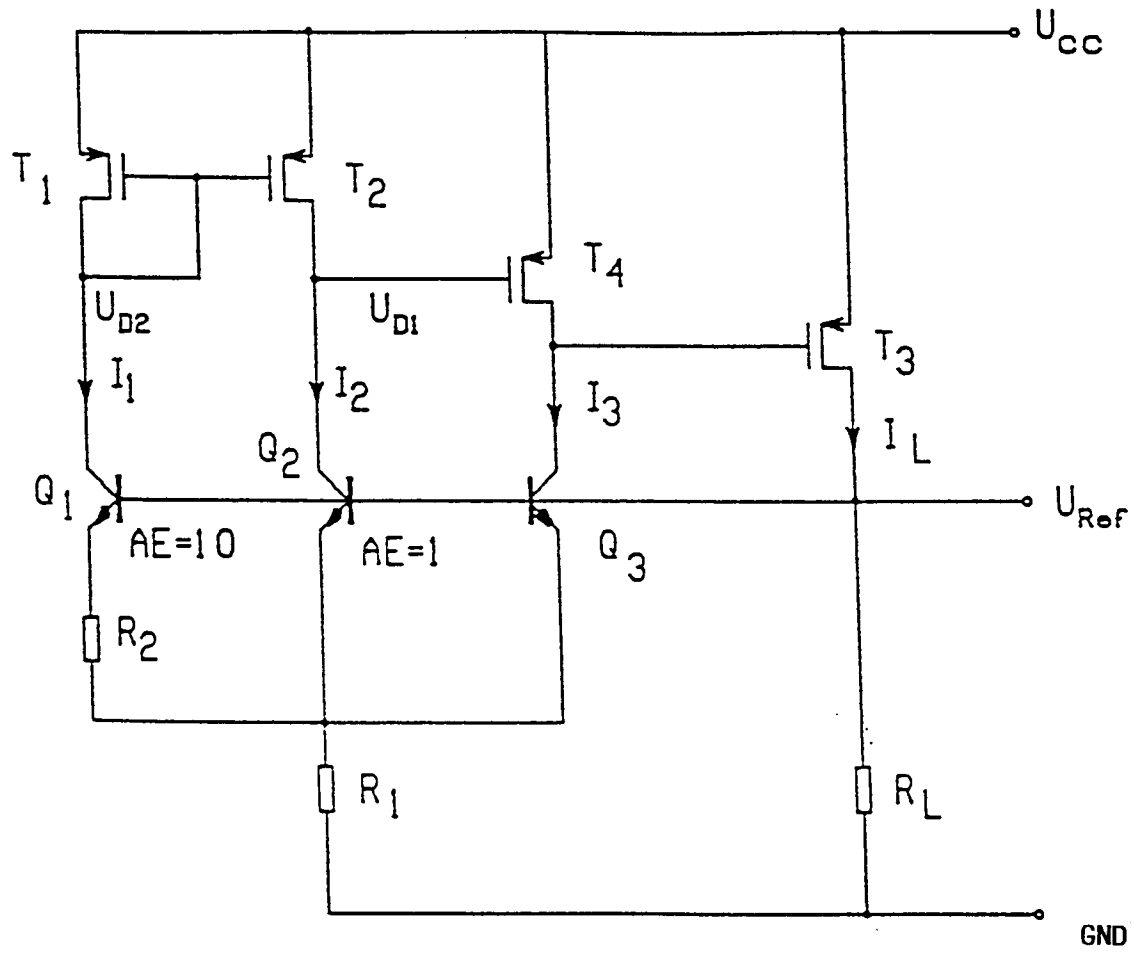 U_CC
T_1
T_2
T_4
T_3
U_D2
U_D1
I_1
I_2
I_3
I_L
Q_1
Q_2
Q_3
AE=10
AE=1
U_Ref
R_2
R_1
R_L
GND